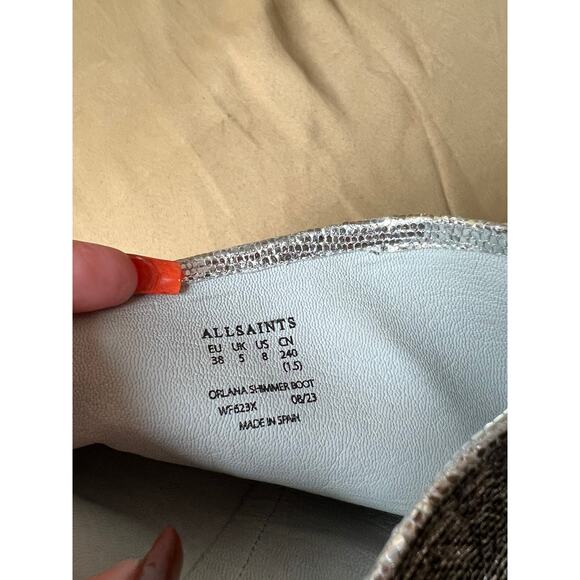 ALLSAINTS
EU UK US CN
38 5 8 240
(1.5)
ORLANA SHIMMER BOOT
WF623X 08/23
MADE IN SPAIN